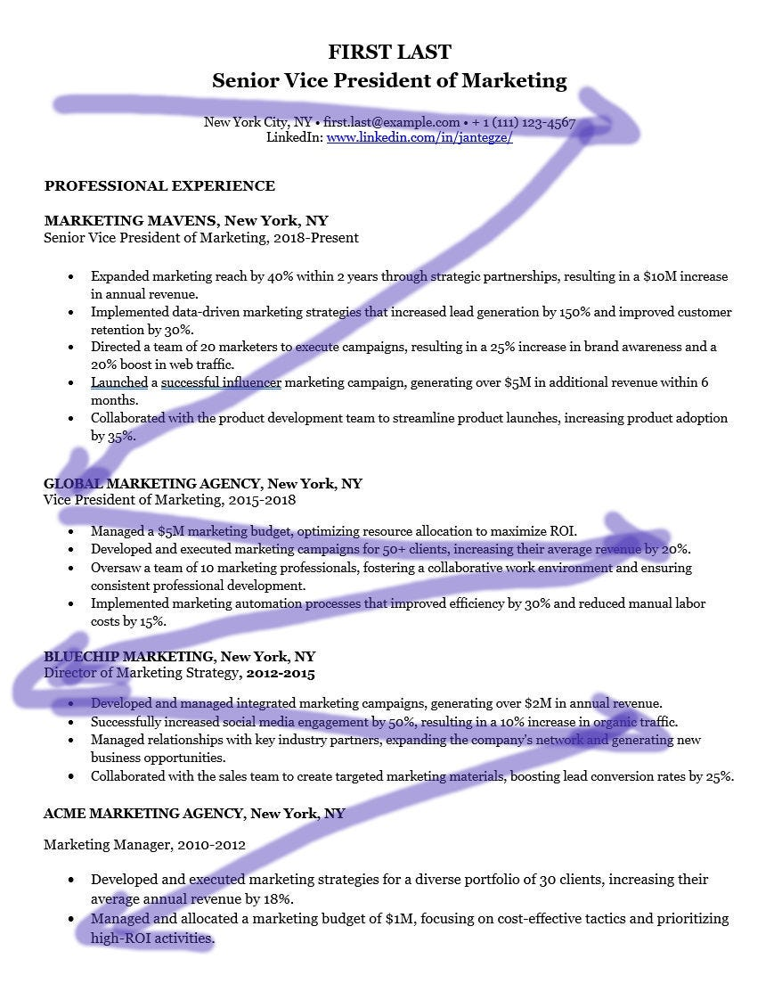 FIRST LAST
Senior Vice President of Marketing
New York City, NY • first.last@example.com • + 1 (111) 123-4567
LinkedIn: www.linkedin.com/in/jantegze/
PROFESSIONAL EXPERIENCE
MARKETING MAVENS, New York, NY
Senior Vice President of Marketing, 2018-Present
• Expanded marketing reach by 40% within 2 years through strategic partnerships, resulting in a $10M increase
in annual revenue.
• Implemented data-driven marketing strategies that increased lead generation by 150% and improved customer
retention by 30%.
• Directed a team of 20 marketers to execute campaigns, resulting in a 25% increase in brand awareness and a
20% boost in web traffic.
• Launched a successful influencer marketing campaign, generating over $5M in additional revenue within 6
months.
• Collaborated with the product development team to streamline product launches, increasing product adoption
by 35%.
GLOBAL MARKETING AGENCY, New York, NY
Vice President of Marketing, 2015-2018
• Managed a $5M marketing budget, optimizing resource allocation to maximize ROI.
• Developed and executed marketing campaigns for 50+ clients, increasing their average revenue by 20%.
• Oversaw a team of 10 marketing professionals, fostering a collaborative work environment and ensuring
consistent professional development.
• Implemented marketing automation processes that improved efficiency by 30% and reduced manual labor
costs by 15%.
BLUECHIP MARKETING, New York, NY
Director of Marketing Strategy, 2012-2015
• Developed and managed integrated marketing campaigns, generating over $2M in annual revenue.
• Successfully increased social media engagement by 50%, resulting in a 10% increase in organic traffic.
• Managed relationships with key industry partners, expanding the company's network and generating new
business opportunities.
• Collaborated with the sales team to create targeted marketing materials, boosting lead conversion rates by 25%.
ACME MARKETING AGENCY, New York, NY
Marketing Manager, 2010-2012
• Developed and executed marketing strategies for a diverse portfolio of 30 clients, increasing their
average annual revenue by 18%.
• Managed and allocated a marketing budget of $1M, focusing on cost-effective tactics and prioritizing
high-ROI activities.